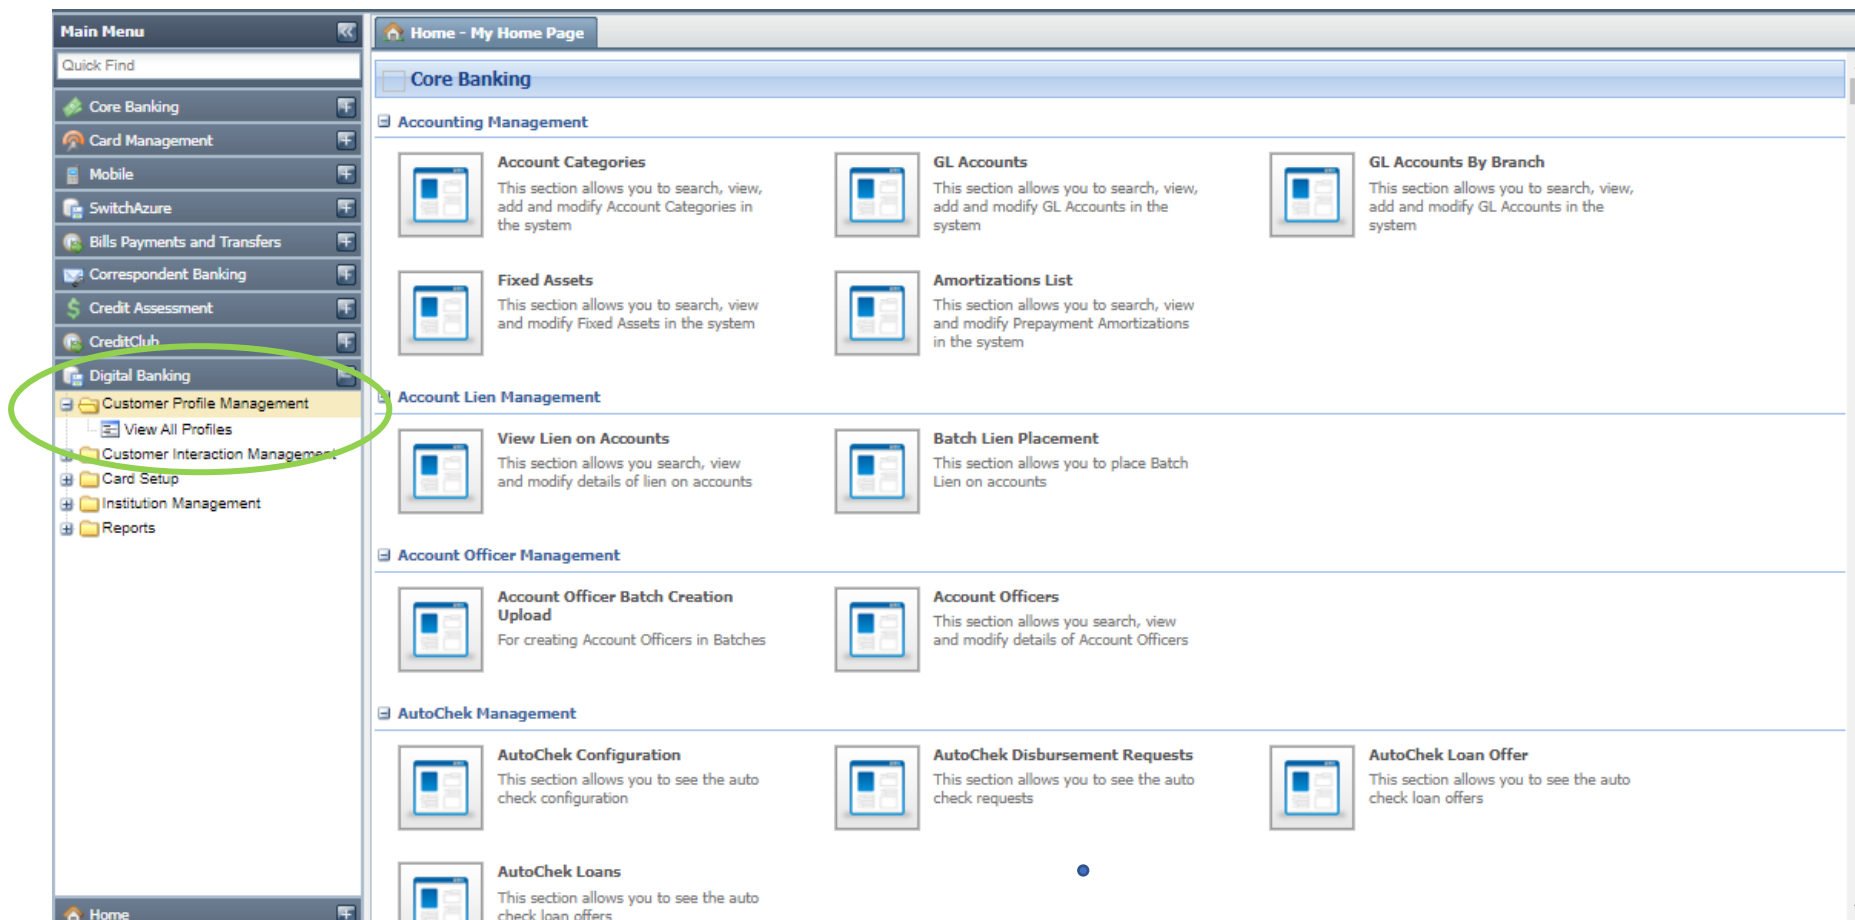 Main Menu
Quick Find
Core Banking
Card Management
Mobile
SwitchAzure
Bills Payments and Transfers
Correspondent Banking
Credit Assessment
CreditClub
Digital Banking
Customer Profile Management
View All Profiles
Customer Interaction Management
Card Setup
Institution Management
Reports
Home
Home - My Home Page
Core Banking
Accounting Management
Account Categories
This section allows you to search, view,
add and modify Account Categories in
the system
GL Accounts
This section allows you to search, view,
add and modify GL Accounts in the
system
GL Accounts By Branch
This section allows you to search, view,
add and modify GL Accounts in the
system
Fixed Assets
This section allows you to search, view
and modify Fixed Assets in the system
Amortizations List
This section allows you to search, view
and modify Prepayment Amortizations
in the system
Account Lien Management
View Lien on Accounts
This section allows you search, view
and modify details of lien on accounts
Batch Lien Placement
This section allows you to place Batch
Lien on accounts
Account Officer Management
Account Officer Batch Creation
Upload
For creating Account Officers in Batches
Account Officers
This section allows you search, view
and modify details of Account Officers
AutoChek Management
AutoChek Configuration
This section allows you to see the auto
check configuration
AutoChek Disbursement Requests
This section allows you to see the auto
check requests
AutoChek Loan Offer
This section allows you to see the auto
check loan offers
AutoChek Loans
This section allows you to see the auto
check loan offers